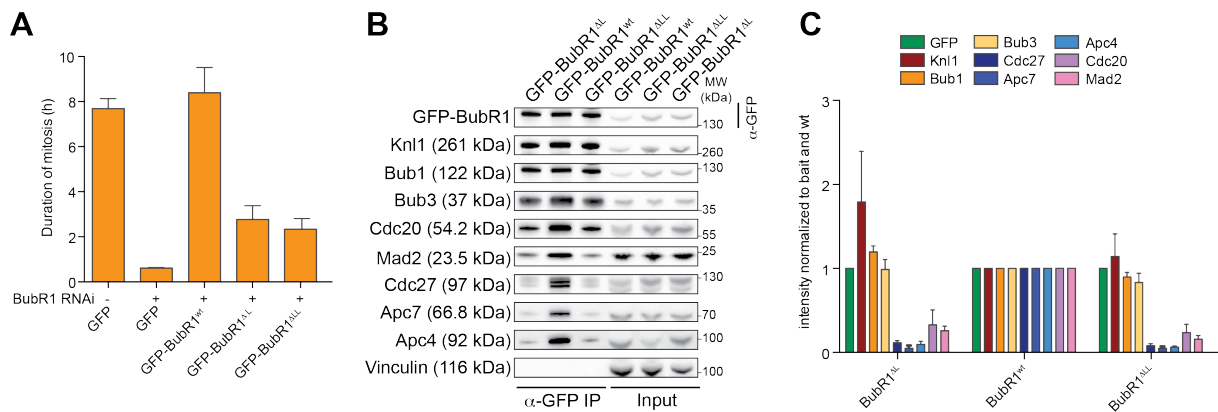 A
Duration of mitosis (h)
10
8
6
4
2
0
BubR1 RNAi - + + + +
GFP
GFP
GFP-BubR1wt
GFP-BubR1ΔL
GFP-BubR1ΔLL
B
GFP-BubR1ΔL
GFP-BubR1wt
GFP-BubR1ΔLL
GFP-BubR1wt
GFP-BubR1ΔLL
GFP-BubR1ΔL
MW
(kDa)
GFP-BubR1
130
α-GFP
Knl1 (261 kDa)
260
Bub1 (122 kDa)
130
Bub3 (37 kDa)
35
Cdc20 (54.2 kDa)
55
Mad2 (23.5 kDa)
25
Cdc27 (97 kDa)
130
Apc7 (66.8 kDa)
70
Apc4 (92 kDa)
100
Vinculin (116 kDa)
100
α-GFP IP
Input
C
GFP
Knl1
Bub1
Bub3
Cdc27
Apc7
Apc4
Cdc20
Mad2
intensity normalized to bait and wt
3
2
1
0
BubR1ΔL
BubR1wt
BubR1ΔLL